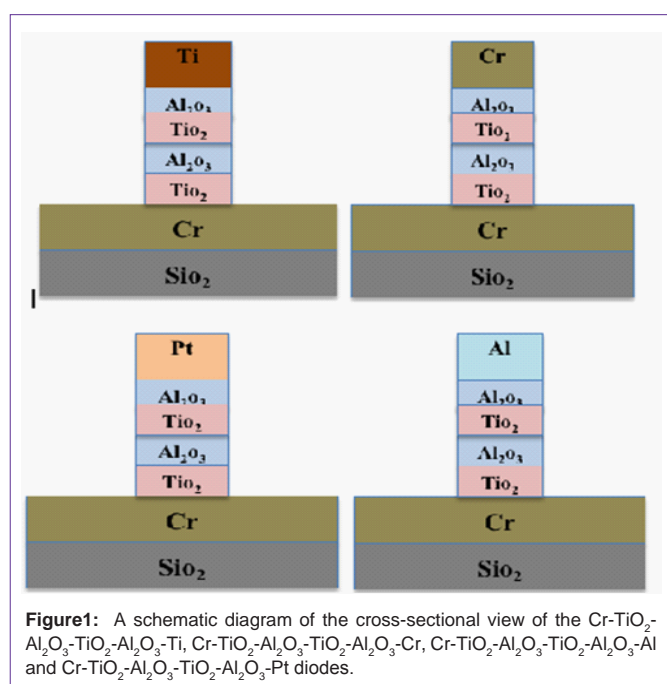 Ti
Al₂o₃
Tio₂
Al₂o₃
Tio₂
Cr
Sio₂
Cr
Al₂o₃
Tio₂
Al₂o₃
Tio₂
Cr
Sio₂
Pt
Al₂o₃
Tio₂
Al₂o₃
Tio₂
Cr
Sio₂
Al
Al₂o₃
Tio₂
Al₂o₃
Tio₂
Cr
Sio₂
Figure1: A schematic diagram of the cross-sectional view of the Cr-TiO₂-
Al₂O₃-TiO₂-Al₂O₃-Ti, Cr-TiO₂-Al₂O₃-TiO₂-Al₂O₃-Cr, Cr-TiO₂-Al₂O₃-TiO₂-Al₂O₃-Al
and Cr-TiO₂-Al₂O₃-TiO₂-Al₂O₃-Pt diodes.